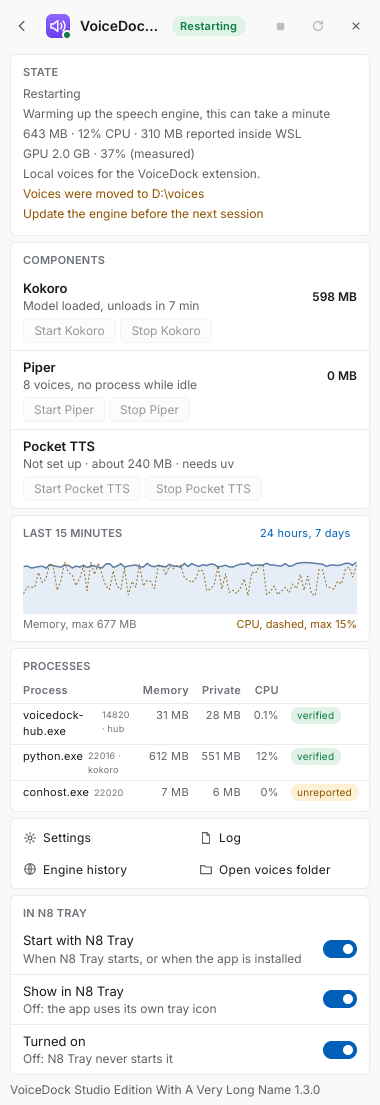 VoiceDoc... Restarting
STATE
Restarting
Warming up the speech engine, this can take a minute
643 MB · 12% CPU · 310 MB reported inside WSL
GPU 2.0 GB · 37% (measured)
Local voices for the VoiceDock extension.
Voices were moved to D:\voices
Update the engine before the next session
COMPONENTS
Kokoro
598 MB
Model loaded, unloads in 7 min
Start Kokoro Stop Kokoro
Piper
0 MB
8 voices, no process while idle
Start Piper Stop Piper
Pocket TTS
Not set up · about 240 MB · needs uv
Start Pocket TTS Stop Pocket TTS
LAST 15 MINUTES 24 hours, 7 days
Memory, max 677 MB CPU, dashed, max 15%
PROCESSES
Process Memory Private CPU
voicedock-hub.exe 14820 · hub 31 MB 28 MB 0.1% verified
python.exe 22016 · kokoro 612 MB 551 MB 12% verified
conhost.exe 22020 7 MB 6 MB 0% unreported
Settings Log
Engine history Open voices folder
IN N8 TRAY
Start with N8 Tray
When N8 Tray starts, or when the app is installed
Show in N8 Tray
Off: the app uses its own tray icon
Turned on
Off: N8 Tray never starts it
VoiceDock Studio Edition With A Very Long Name 1.3.0